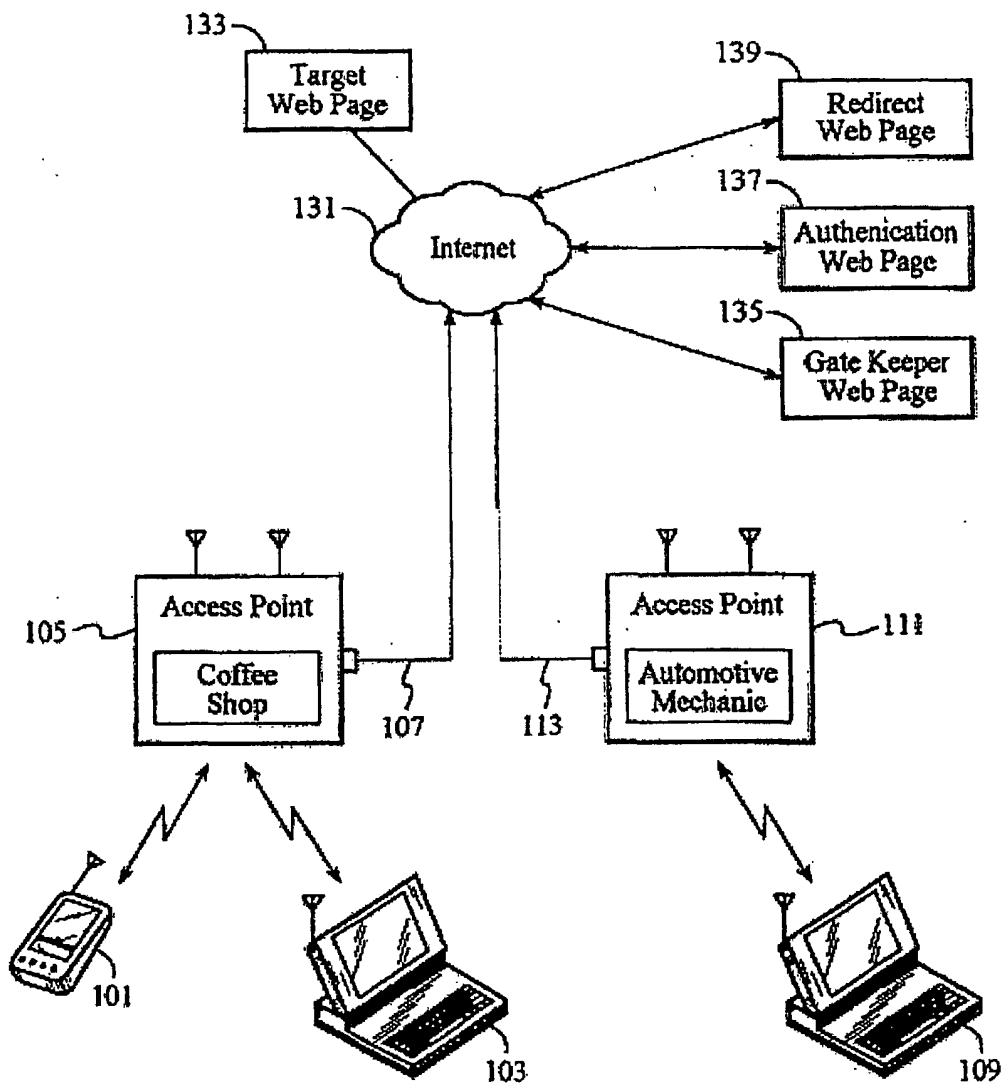 133
Target
Web Page
139
Redirect
Web Page
131
Internet
137
Authenication
Web Page
135
Gate Keeper
Web Page
105
Access Point
Coffee
Shop
107
Access Point
Automotive
Mechanic
111
113
101
103
109